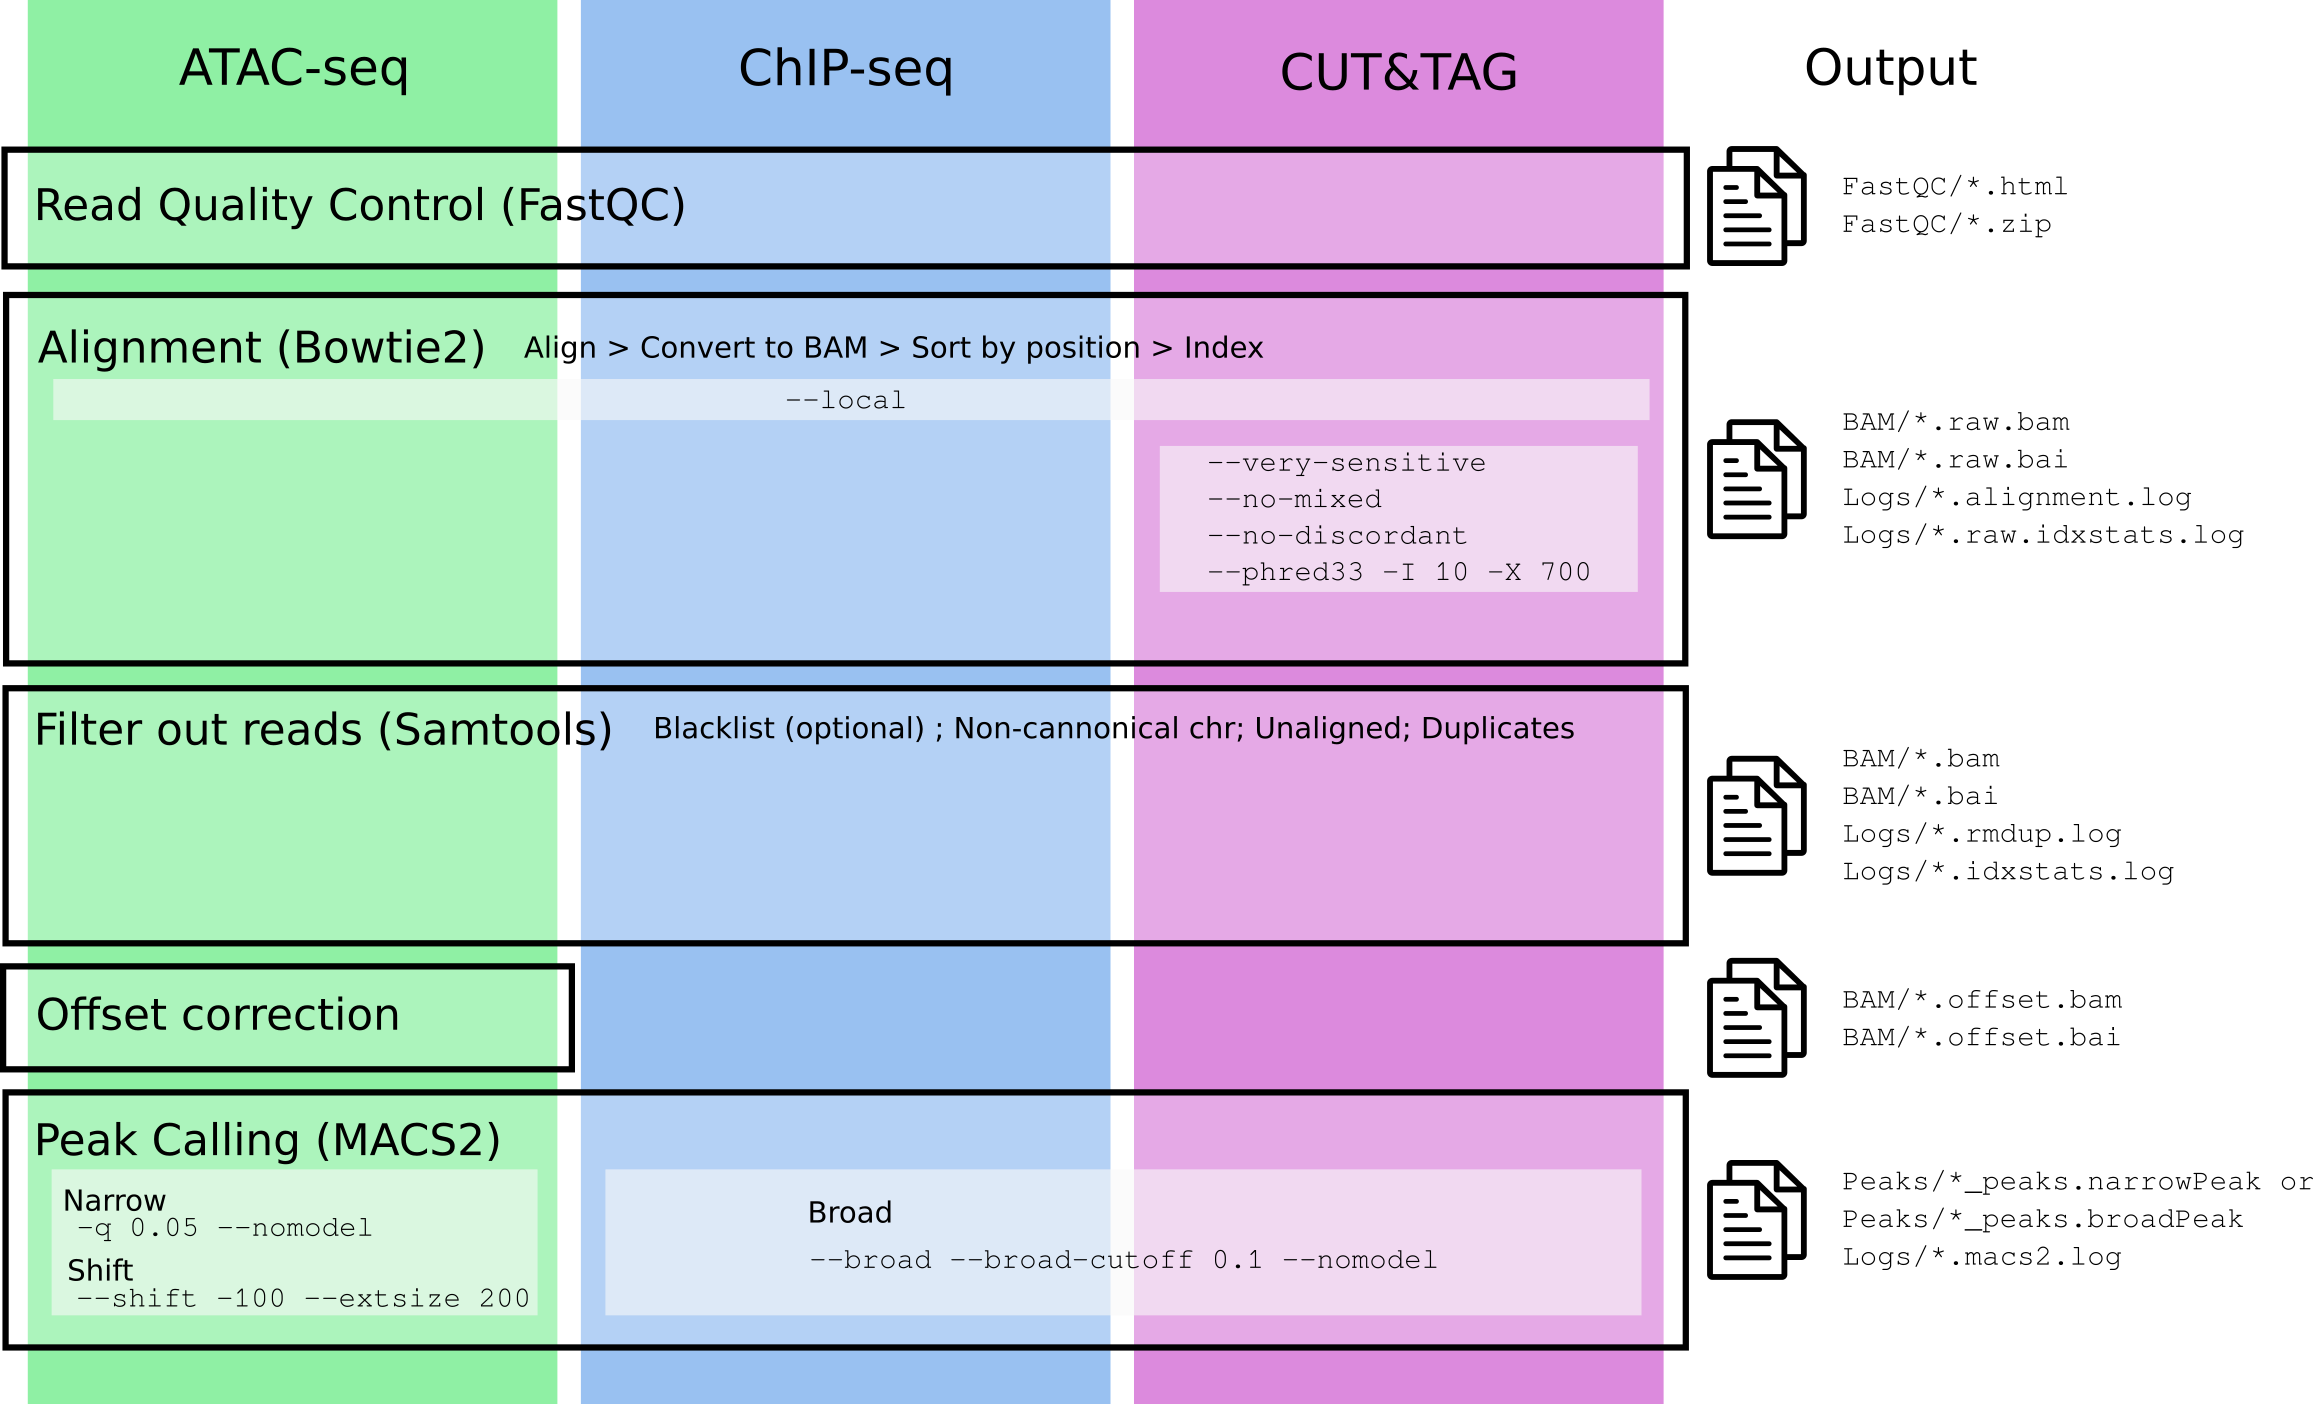 ATAC-seq
ChIP-seq
CUT&TAG
Output
Read Quality Control (FastQC)
FastQC/*.html
FastQC/*.zip
Alignment (Bowtie2)
Align > Convert to BAM > Sort by position > Index
--local
--very-sensitive
--no-mixed
--no-discordant
--phred33 -I 10 -X 700
BAM/*.raw.bam
BAM/*.raw.bai
Logs/*.alignment.log
Logs/*.raw.idxstats.log
Filter out reads (Samtools)
Blacklist (optional) ; Non-cannonical chr; Unaligned; Duplicates
BAM/*.bam
BAM/*.bai
Logs/*.rmdup.log
Logs/*.idxstats.log
Offset correction
BAM/*.offset.bam
BAM/*.offset.bai
Peak Calling (MACS2)
Narrow
-q 0.05 --nomodel
Shift
--shift -100 --extsize 200
Broad
--broad --broad-cutoff 0.1 --nomodel
Peaks/*_peaks.narrowPeak or
Peaks/*_peaks.broadPeak
Logs/*.macs2.log